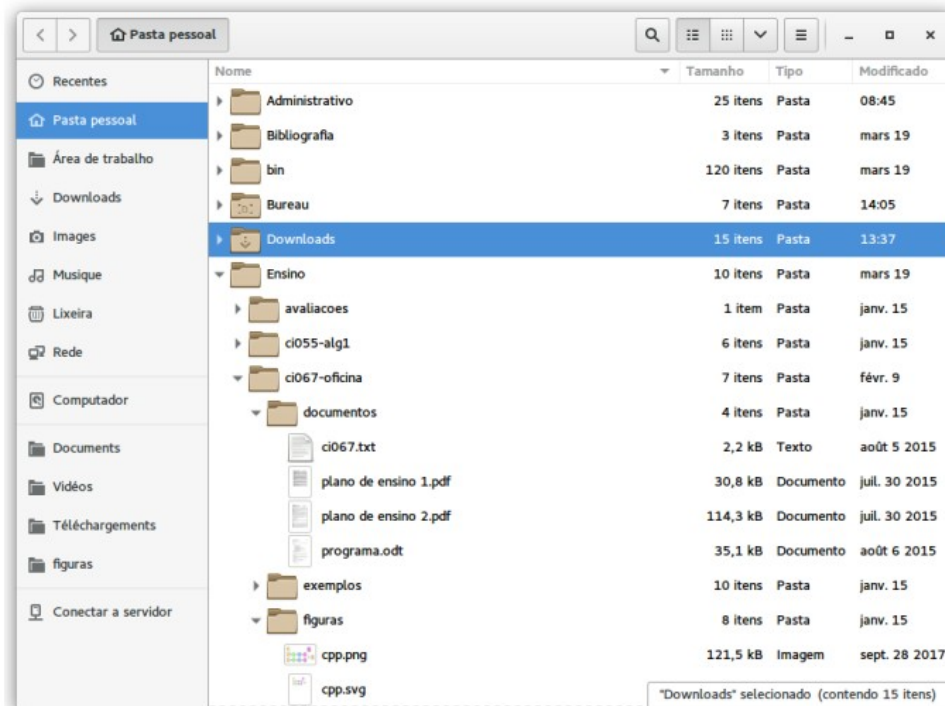 Pasta pessoal
Recentes
Pasta pessoal
Área de trabalho
Downloads
Images
Musique
Lixeira
Rede
Computador
Documents
Vidéos
Téléchargements
figuras
Conectar a servidor
Nome Tamanho Tipo Modificado
Administrativo 25 itens Pasta 08:45
Bibliografia 3 itens Pasta mars 19
bin 120 itens Pasta mars 19
Bureau 7 itens Pasta 14:05
Downloads 15 itens Pasta 13:37
Ensino 10 itens Pasta mars 19
avaliacoes 1 item Pasta janv. 15
ci055-alg1 6 itens Pasta janv. 15
ci067-oficina 7 itens Pasta févr. 9
documentos 4 itens Pasta janv. 15
ci067.txt 2,2 kB Texto août 5 2015
plano de ensino 1.pdf 30,8 kB Documento juil. 30 2015
plano de ensino 2.pdf 114,3 kB Documento juil. 30 2015
programa.odt 35,1 kB Documento août 6 2015
exemplos 10 itens Pasta janv. 15
figuras 8 itens Pasta janv. 15
cpp.png 121,5 kB Imagem sept. 28 2017
cpp.svg
"Downloads" selecionado (contendo 15 itens)